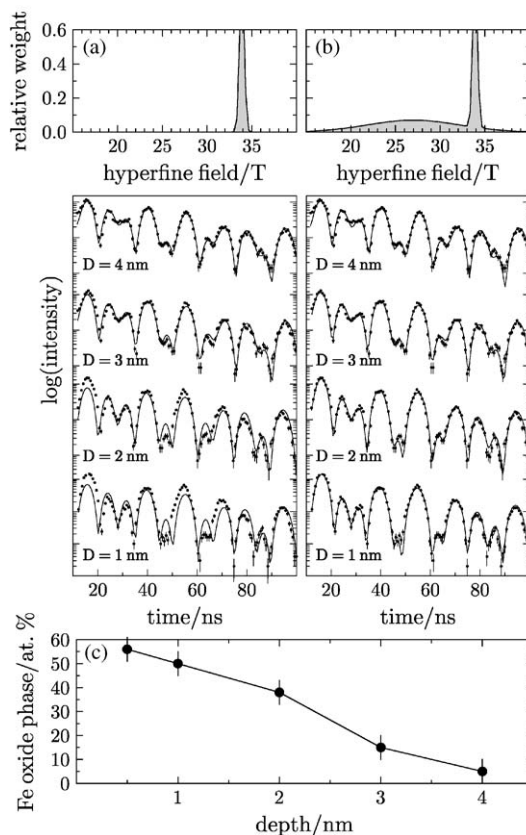 relative weight
0.6
0.4
0.2
0.0
(a)
(b)
20 25 30 35
20 25 30 35
hyperfine field/T
hyperfine field/T
log(intensity)
D = 4 nm
D = 4 nm
D = 3 nm
D = 3 nm
D = 2 nm
D = 2 nm
D = 1 nm
D = 1 nm
20 40 60 80
20 40 60 80
time/ns
time/ns
Fe oxide phase/at. %
60
50
40
30
20
10
0
(c)
1 2 3 4
depth/nm